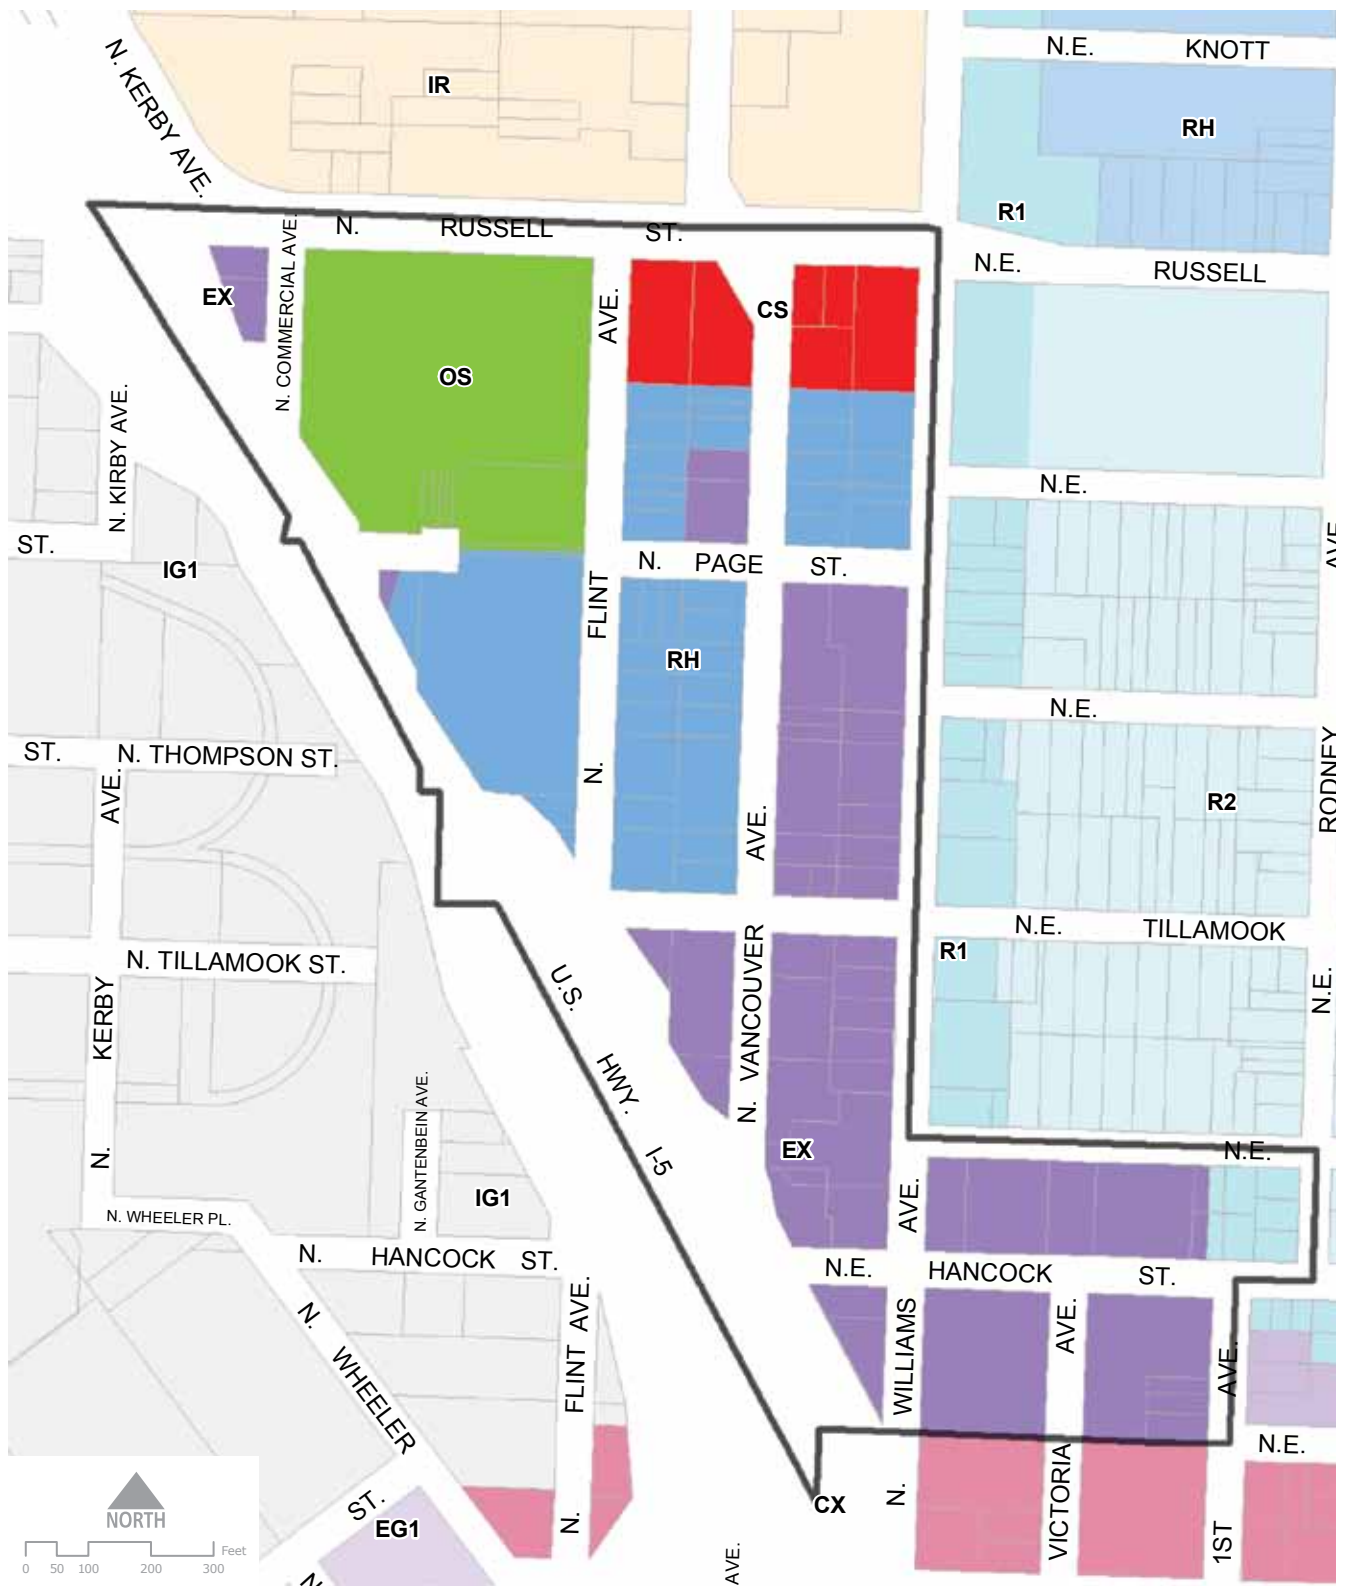 N.E. KNOTT
N. KERBY AVE.
IR
RH
R1
N. RUSSELL ST.
N.E. RUSSELL
N. COMMERCIAL AVE.
EX
AVE.
CS
OS
N. KIRBY AVE.
N.E.
ST.
IG1
N. PAGE ST.
AVE
FLINT
RH
N.E.
ST. N. THOMPSON ST.
AVE.
N.
AVE.
R2
RODNEY
N.E. TILLAMOOK
R1
N. TILLAMOOK ST.
U.S.
VANCOUVER
N.E.
KERBY
HWY.
N.
N. GANTENBEIN AVE.
N.
I-5
EX
N.E.
IG1
AVE.
N. WHEELER PL.
N. HANCOCK ST.
N.E. HANCOCK ST.
N. WHEELER
FLINT AVE.
WILLIAMS
AVE.
AVE.
N.E.
VICTORIA
N.
CX
ST.
EG1
N.
1ST
AVE.
N
NORTH
0 50 100 200 300 Feet